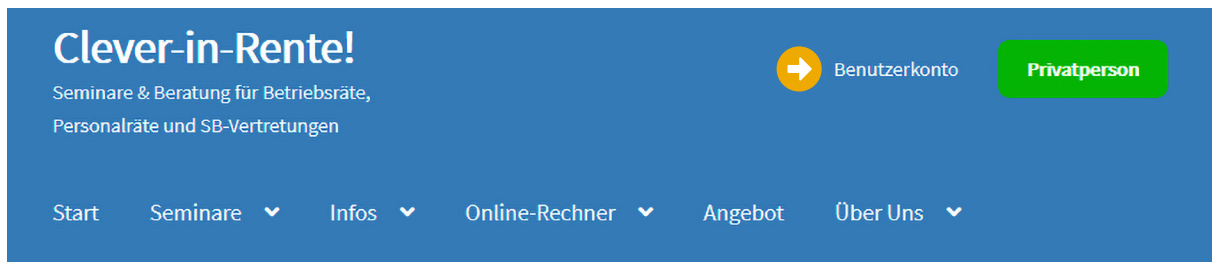 Clever-in-Rente!
Seminare & Beratung für Betriebsräte,
Personalräte und SB-Vertretungen
Benutzerkonto
Privatperson
Start Seminare Infos Online-Rechner Angebot Über Uns